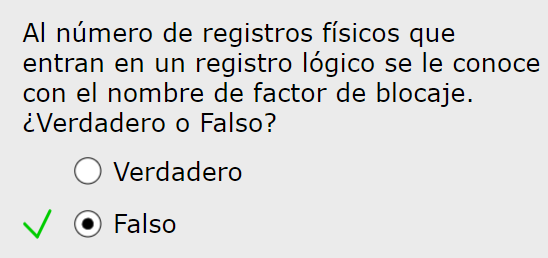 Al número de registros físicos que
entran en un registro lógico se le conoce
con el nombre de factor de blocaje.
¿Verdadero o Falso?
Verdadero
Falso